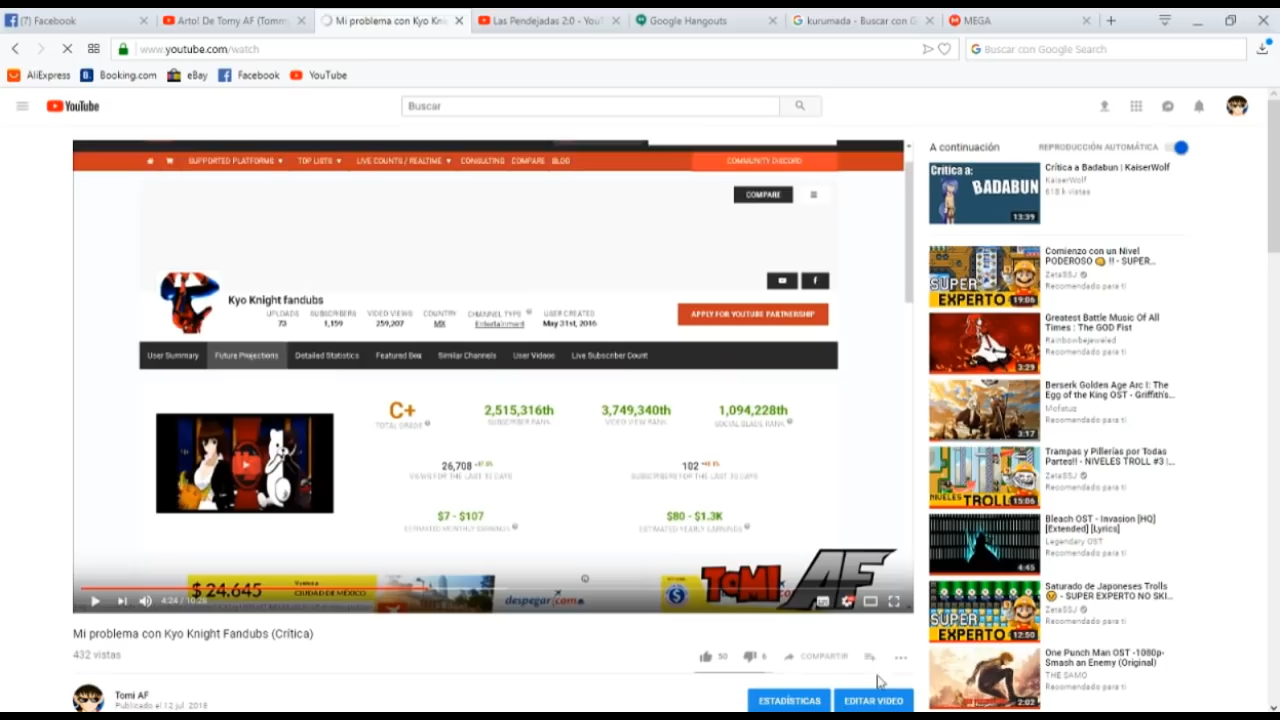 (7) Facebook
Artol De Tomy AF (Tommy
Mi problema con Kyo Kni
Las Pendejadas 2.0 - YouT
Google Hangouts
kurumada - Buscar con G
MEGA
www.youtube.com/watch
Buscar con Google Search
AliExpress
Booking.com
eBay
Facebook
YouTube
YouTube
Buscar
SUPPORTED PLATFORMS
TOP LISTS
LIVE COUNTS / REALTIME
CONSULTING
COMPARE
BLOG
COMMUNITY DISCORD
COMPARE
Kyo Knight fandubs
UPLOADS
73
SUBSCRIBERS
1,159
VIDEO VIEWS
259,207
COUNTRY
MX
CHANNEL TYPE
Entertainment
USER CREATED
May 31st, 2016
APPLY FOR YOUTUBE PARTNERSHIP
User Summary
Future Projections
Detailed Statistics
Featured Box
Similar Channels
User Videos
Live Subscriber Count
C+
TOTAL GRADE
2,515,316th
SUBSCRIBER RANK
3,749,340th
VIDEO VIEW RANK
1,094,228th
SOCIAL BLADE RANK
26,708
VIEWS FOR THE LAST 30 DAYS
102
SUBSCRIBERS FOR THE LAST 30 DAYS
$7 - $107
ESTIMATED MONTHLY EARNINGS
$80 - $1.3K
ESTIMATED YEARLY EARNINGS
$ 24,645
CIUDAD DE MÉXICO
despegar.com
TOMI AF
4:24 / 10:28
Mi problema con Kyo Knight Fandubs (Crítica)
432 vistas
50
6
COMPARTIR
Tomi AF
Publicado el 12 jul. 2018
ESTADÍSTICAS
EDITAR VIDEO
A continuación
REPRODUCCIÓN AUTOMÁTICA
Crítica a:
BADABUN
13:39
Crítica a Badabun | KaiserWolf
KaiserWolf
618 k vistas
SUPER
EXPERTO
19:06
Comienzo con un Nivel
PODEROSO 💪 !! - SUPER...
ZetaSSJ
Recomendado para ti
3:29
Greatest Battle Music Of All
Times : The GOD Fist
Rainbowbejeweled
Recomendado para ti
3:17
Berserk Golden Age Arc I: The
Egg of the King OST - Griffith's...
Recomendado para ti
NIVELES TROLL
15:06
Trampas y Pillerías por Todas
Partes!! - NIVELES TROLL #3 |...
ZetaSSJ
Recomendado para ti
4:45
Bleach OST - Invasion [HQ]
[Extended] [Lyrics]
Legendary OST
Recomendado para ti
SUPER
EXPERTO
12:50
Saturado de Japoneses Trolls
- SUPER EXPERTO NO SKI...
ZetaSSJ
Recomendado para ti
2:02
One Punch Man OST -1080p-
Smash an Enemy (Original)
THE SAMO
Recomendado para ti